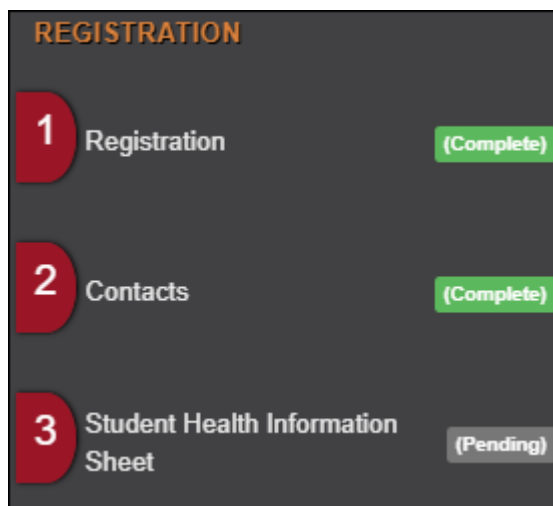 REGISTRATION
1
Registration
(Complete)
2
Contacts
(Complete)
3
Student Health Information
Sheet
(Pending)